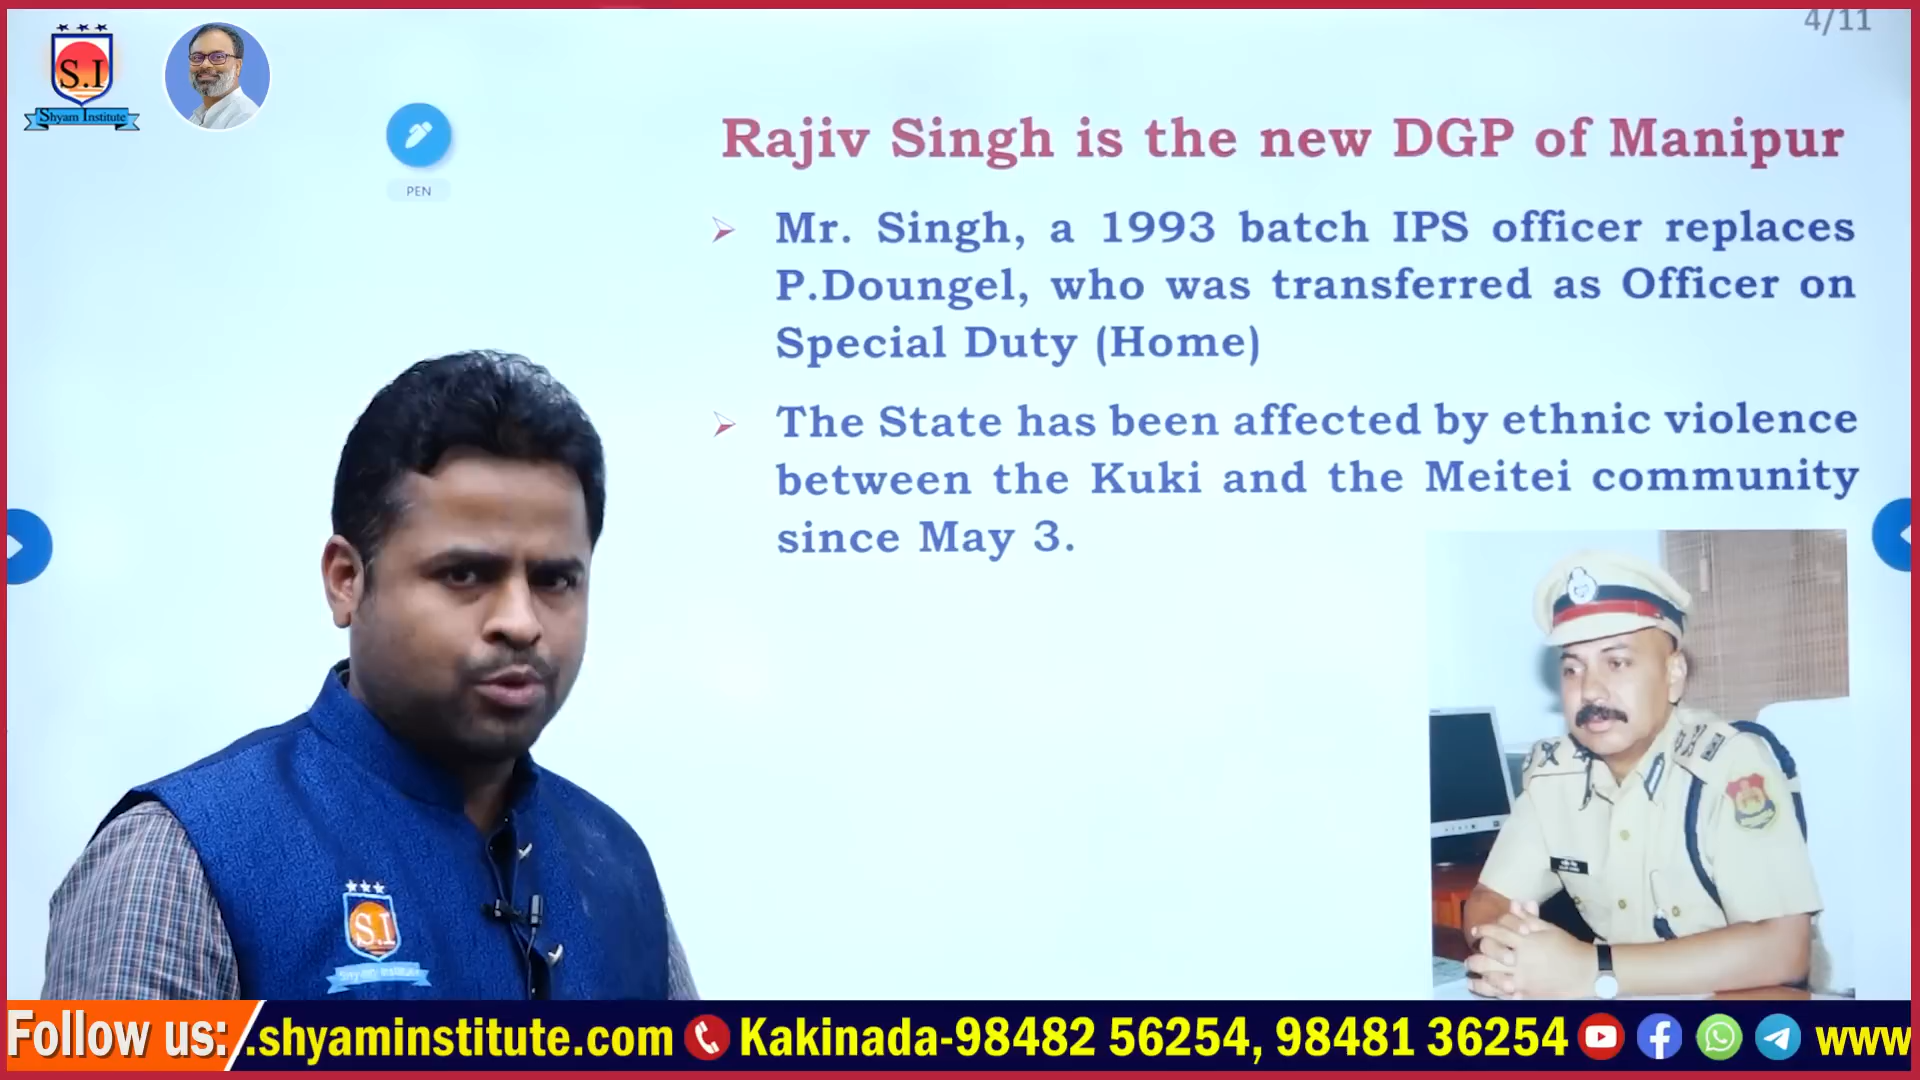 4/11
S.I
Shyam Institute
PEN
Rajiv Singh is the new DGP of Manipur
Mr. Singh, a 1993 batch IPS officer replaces
P.Doungel, who was transferred as Officer on
Special Duty (Home)
The State has been affected by ethnic violence
between the Kuki and the Meitei community
since May 3.
S.I
Shyam Institute
Follow us:
.shyaminstitute.com Kakinada-98482 56254, 98481 36254 www